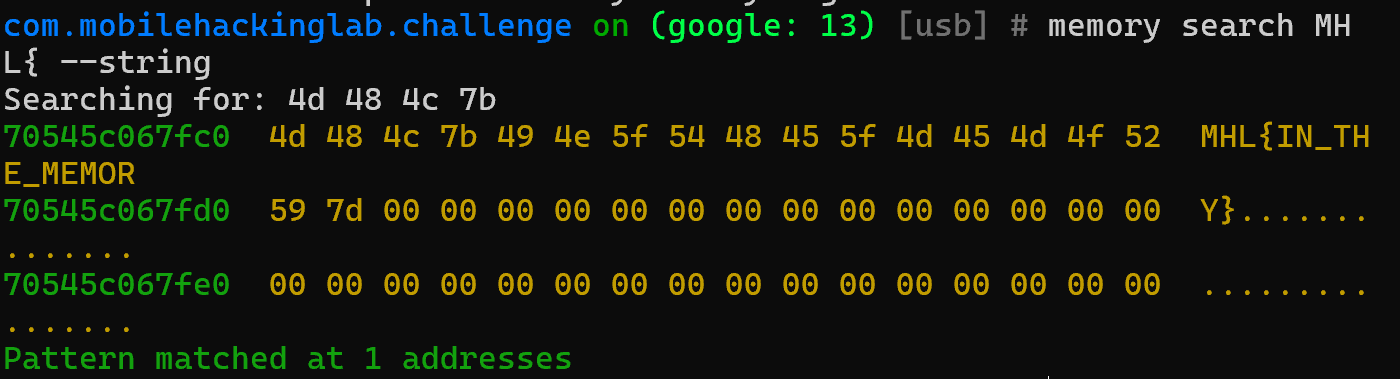 com.mobilehackinglab.challenge on (google: 13) [usb] # memory search MH
L{ --string
Searching for: 4d 48 4c 7b
70545c067fc0  4d 48 4c 7b 49 4e 5f 54 48 45 5f 4d 45 4d 4f 52  MHL{IN_TH
E_MEMOR
70545c067fd0  59 7d 00 00 00 00 00 00 00 00 00 00 00 00 00 00  Y}.......
.......
70545c067fe0  00 00 00 00 00 00 00 00 00 00 00 00 00 00 00 00  .........
.......
Pattern matched at 1 addresses